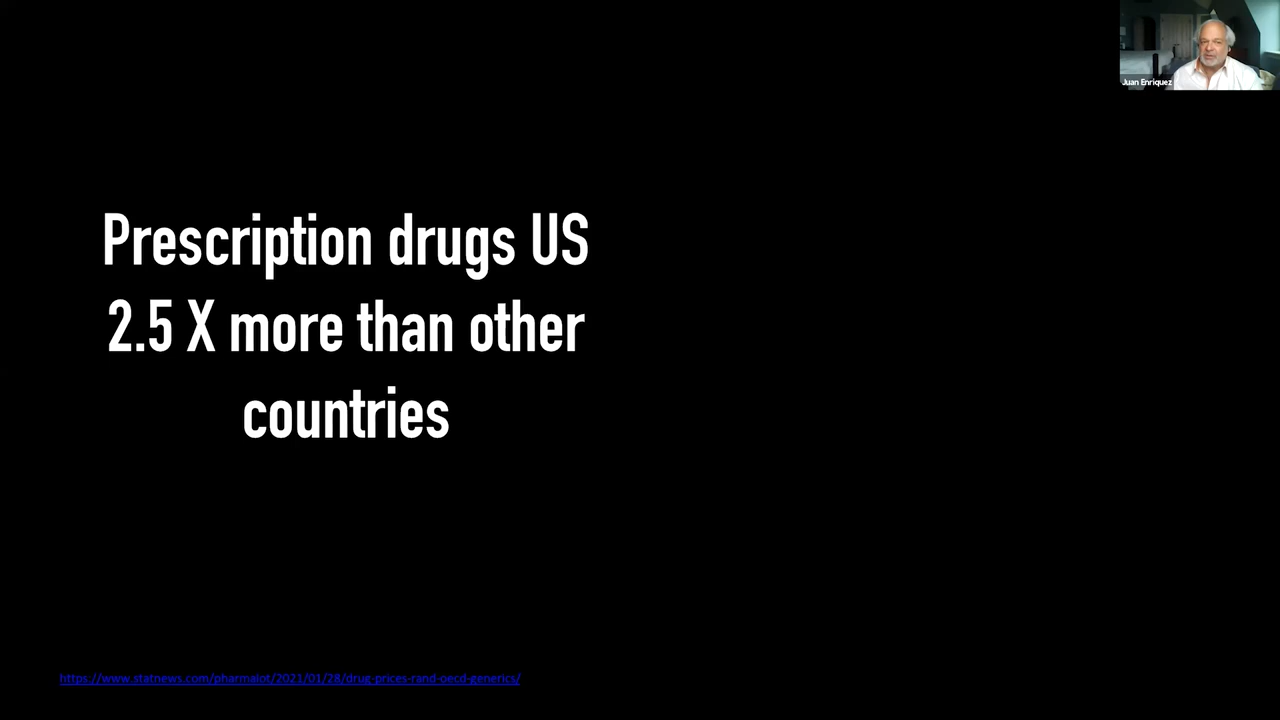 Juan Enriquez
Prescription drugs US
2.5 X more than other
countries
https://www.statnews.com/pharmalot/2021/01/28/drug-prices-rand-oecd-generics/